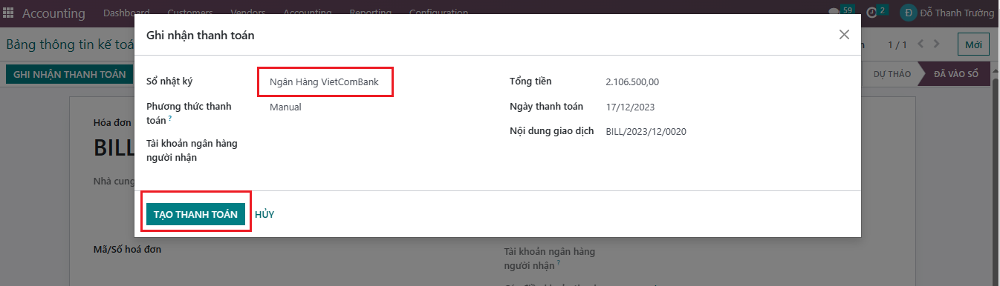 Accounting Dashboard Customers Vendors Accounting Reporting Configuration 59 2 Đ Đỗ Thanh Trường
Bảng thông tin kế toá 1 / 1 Mới
GHI NHẬN THANH TOÁN DỰ THẢO ĐÃ VÀO SỔ
Ghi nhận thanh toán
Sổ nhật ký Ngân Hàng VietComBank Tổng tiền 2.106.500,00
Phương thức thanh toán ? Manual Ngày thanh toán 17/12/2023
Nội dung giao dịch BILL/2023/12/0020
Tài khoản ngân hàng
người nhận
TẠO THANH TOÁN HỦY
Hóa đơn
BILL
Nhà cung
Mã/Số hoá đơn
Tài khoản ngân hàng
người nhận ?